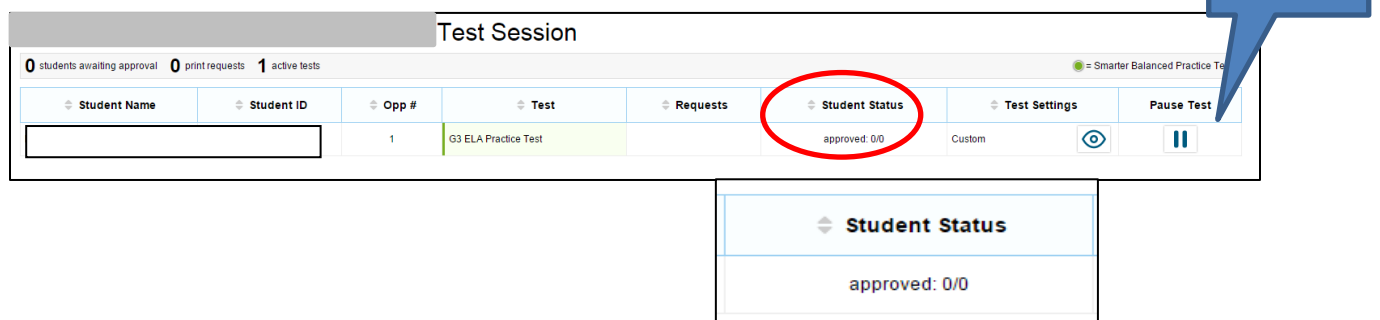 Test Session
0 students awaiting approval 0 print requests 1 active tests = Smarter Balanced Practice
Student Name Student ID Opp # Test Requests Student Status Test Settings Pause Test
1 G3 ELA Practice Test approved: 0/0 Custom
Student Status
approved: 0/0